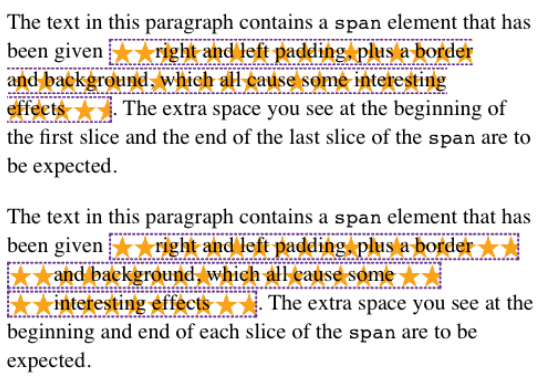 The text in this paragraph contains a span element that has
been given right and left padding, plus a border
and background, which all cause some interesting
effects. The extra space you see at the beginning of
the first slice and the end of the last slice of the span are to
be expected.
The text in this paragraph contains a span element that has
been given right and left padding, plus a border
and background, which all cause some
interesting effects. The extra space you see at the
beginning and end of each slice of the span are to be
expected.